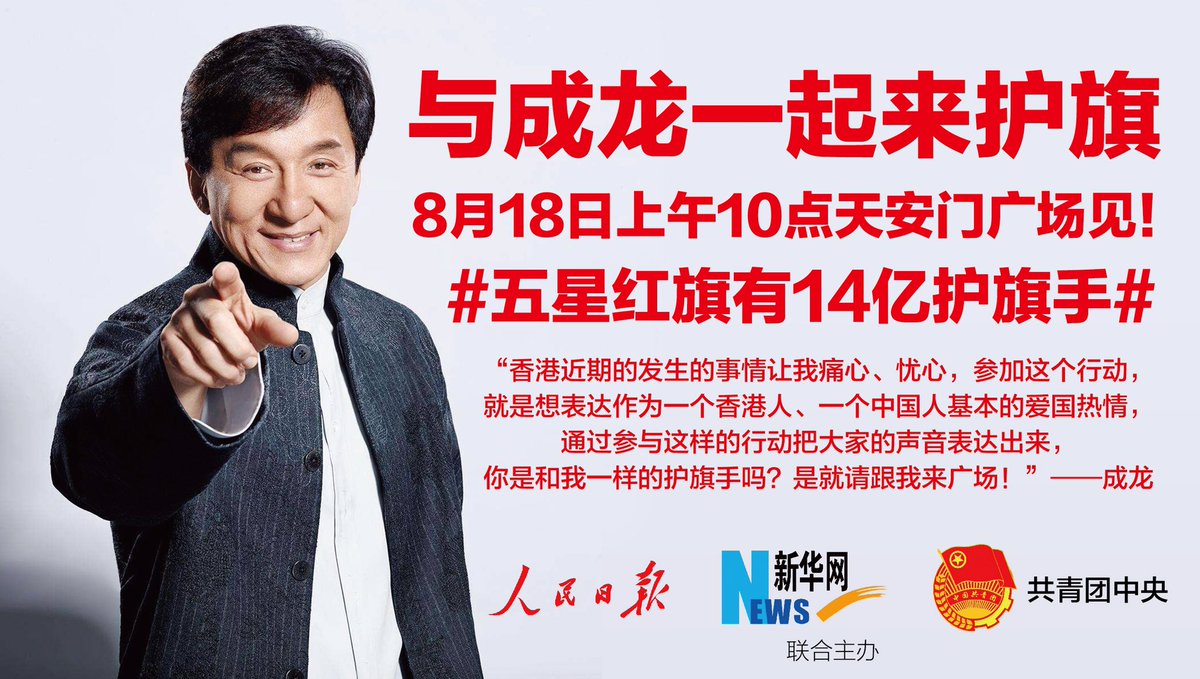 与成龙一起来护旗
8月18日上午10点天安门广场见！
#五星红旗有14亿护旗手#
“香港近期的发生的事情让我痛心、忧心，参加这个行动，
就是想表达作为一个香港人、一个中国人基本的爱国热情，
通过参与这样的行动把大家的声音表达出来，
你是和我一样的护旗手吗？是就请跟我来广场！”——成龙
人民日报
NEWS 新华网
中国共青团
共青团中央
联合主办